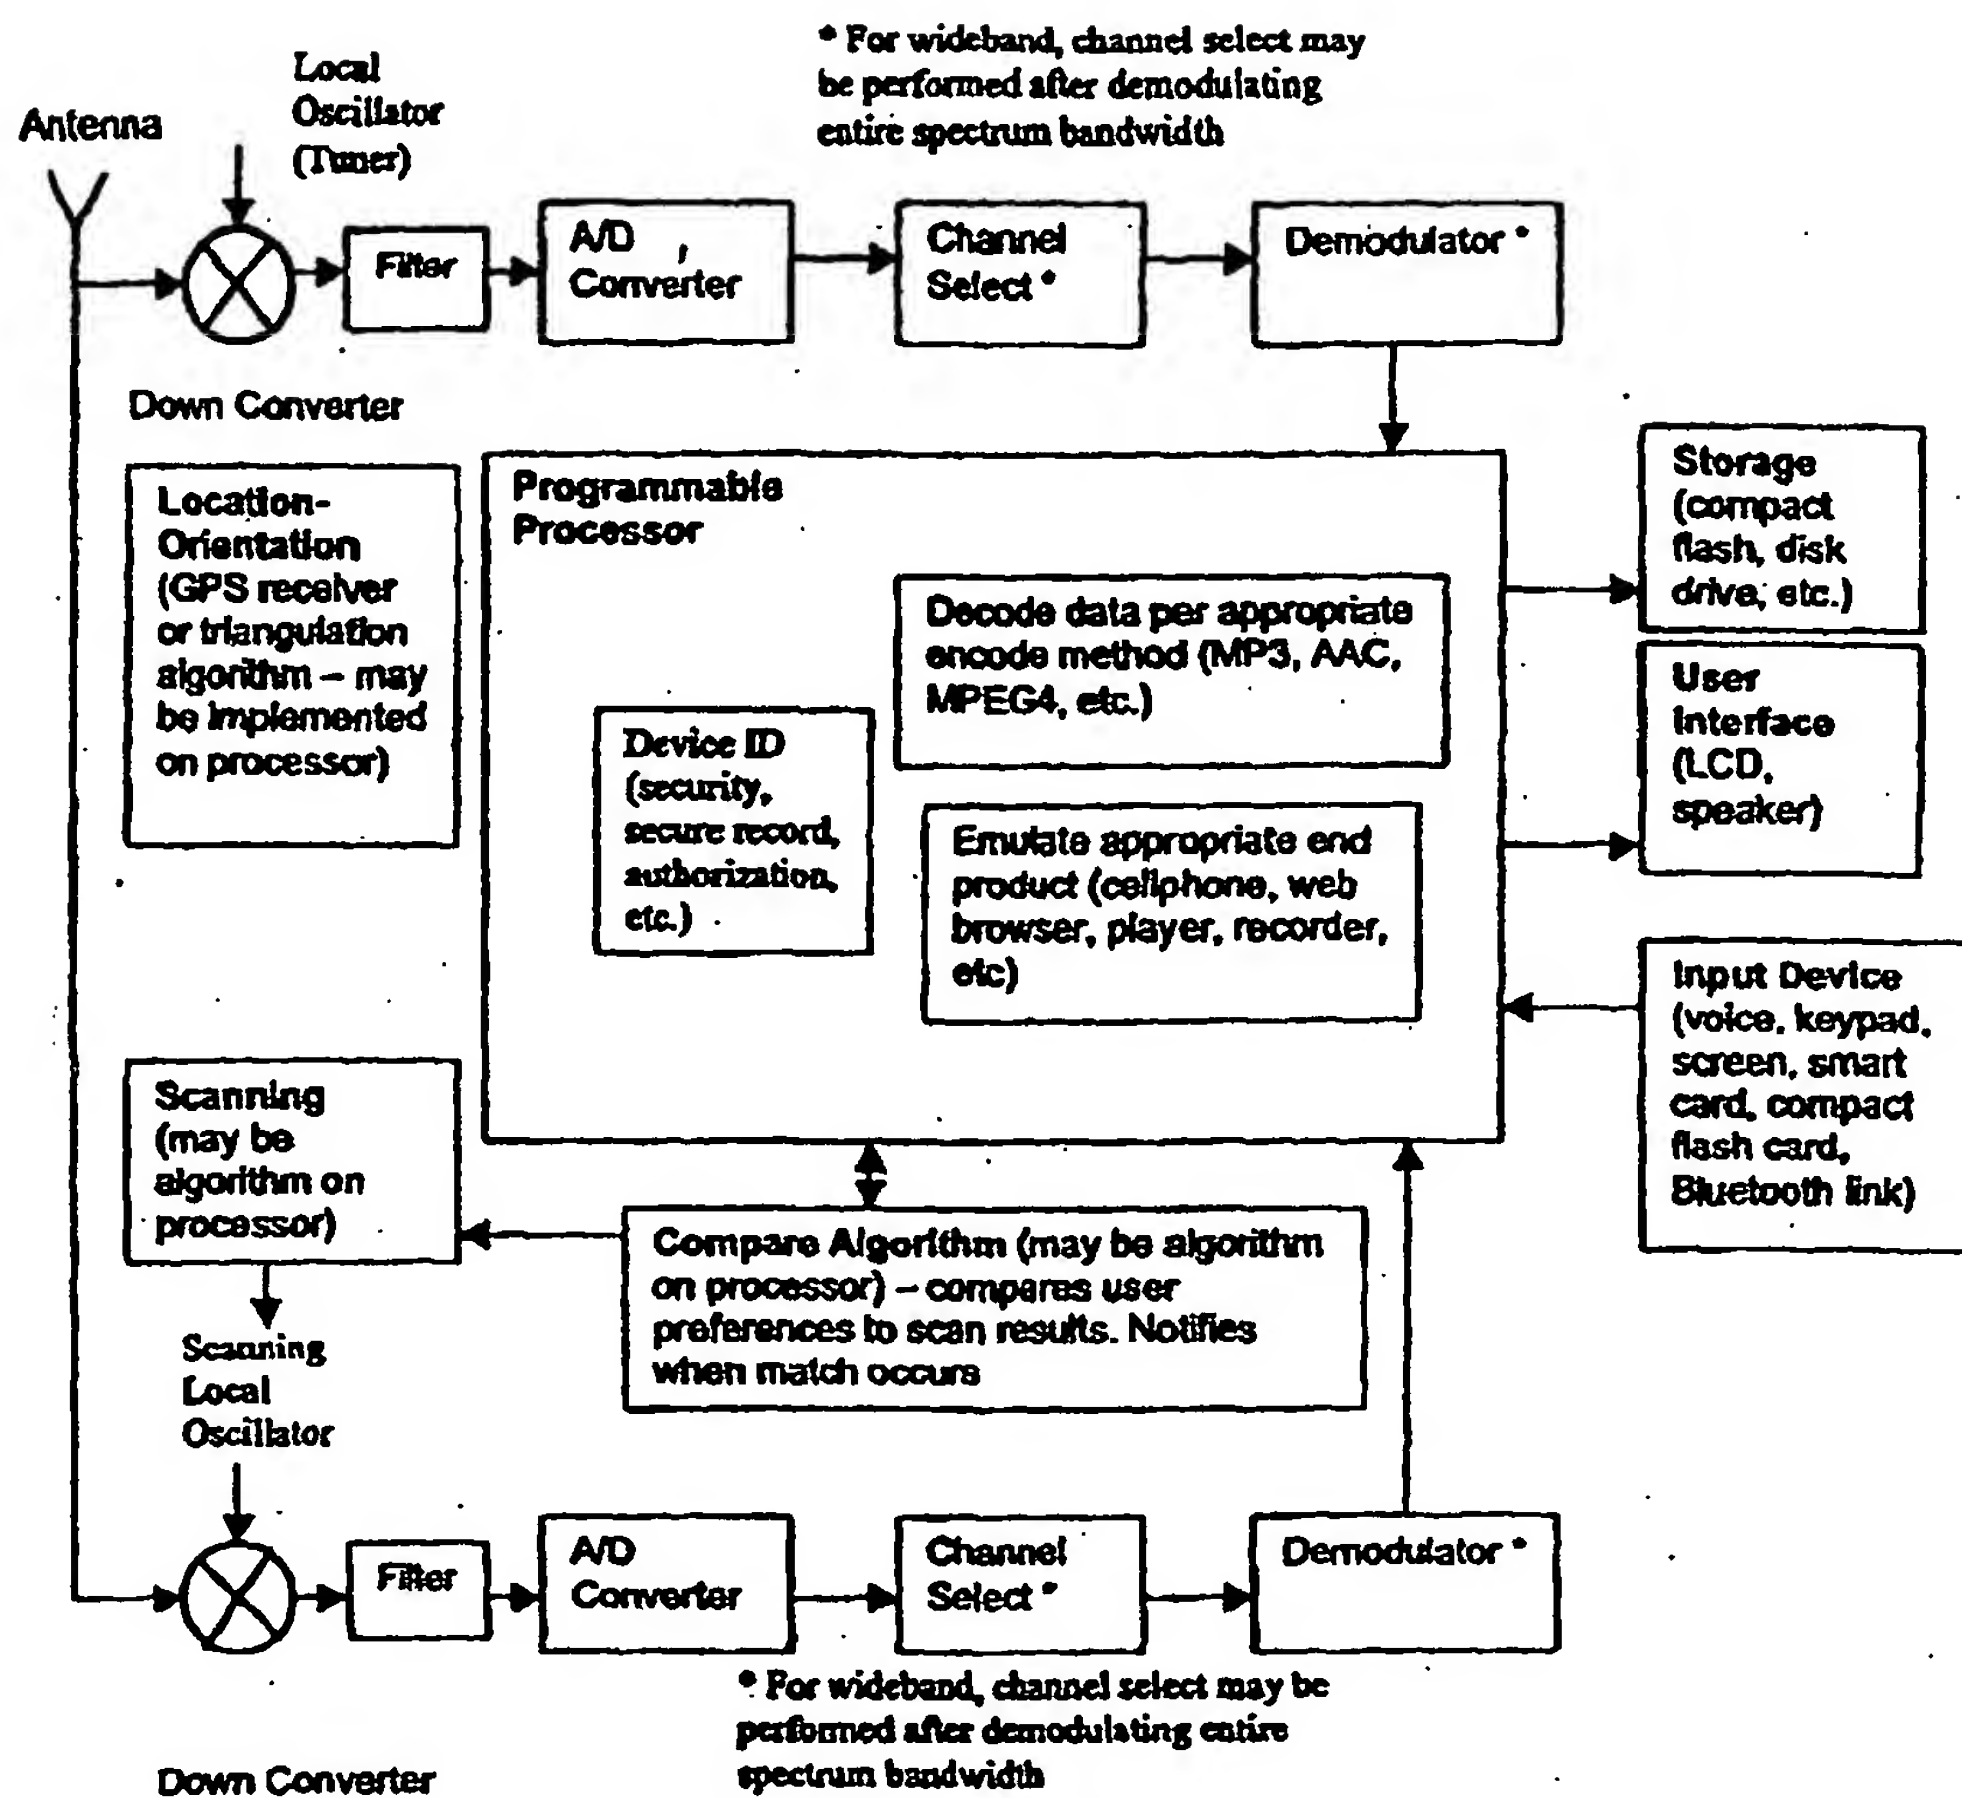 * For wideband, channel select may
be performed after demodulating
entire spectrum bandwidth
Local
Oscillator
(Tuner)
Antenna
Filter
A/D
Converter
Channel
Select *
Demodulator *
Down Converter
Location-
Orientation
(GPS receiver
or triangulation
algorithm – may
be implemented
on processor)
Programmable
Processor
Decode data per appropriate
encode method (MP3, AAC,
MPEG4, etc.)
Device ID
(security,
secure record,
authorization,
etc.)
Emulate appropriate end
product (cellphone, web
browser, player, recorder,
etc)
Storage
(compact
flash, disk
drive, etc.)
User
Interface
(LCD,
speaker)
Input Device
(voice, keypad,
screen, smart
card, compact
flash card,
Bluetooth link)
Scanning
(may be
algorithm on
processor)
Compare Algorithm (may be algorithm
on processor) – compares user
preferences to scan results. Notifies
when match occurs
Scanning
Local
Oscillator
Filter
A/D
Converter
Channel
Select *
Demodulator *
* For wideband, channel select may be
performed after demodulating entire
spectrum bandwidth
Down Converter